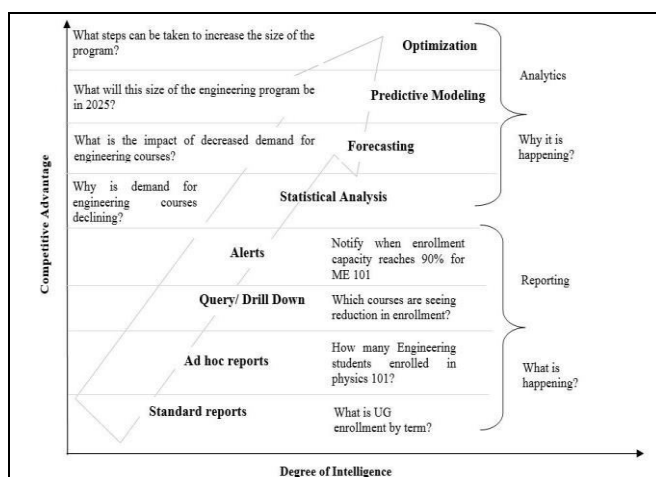 What steps can be taken to increase the size of the
program?
Optimization
Analytics
What will this size of the engineering program be
in 2025?
Predictive Modeling
What is the impact of decreased demand for
engineering courses?
Forecasting
Why it is
happening?
Why is demand for
engineering courses
declining?
Statistical Analysis
Alerts
Notify when enrollment
capacity reaches 90% for
ME 101
Reporting
Query/ Drill Down
Which courses are seeing
reduction in enrollment?
Ad hoc reports
How many Engineering
students enrolled in
physics 101?
What is
happening?
Standard reports
What is UG
enrollment by term?
Competitive Advantage
Degree of Intelligence